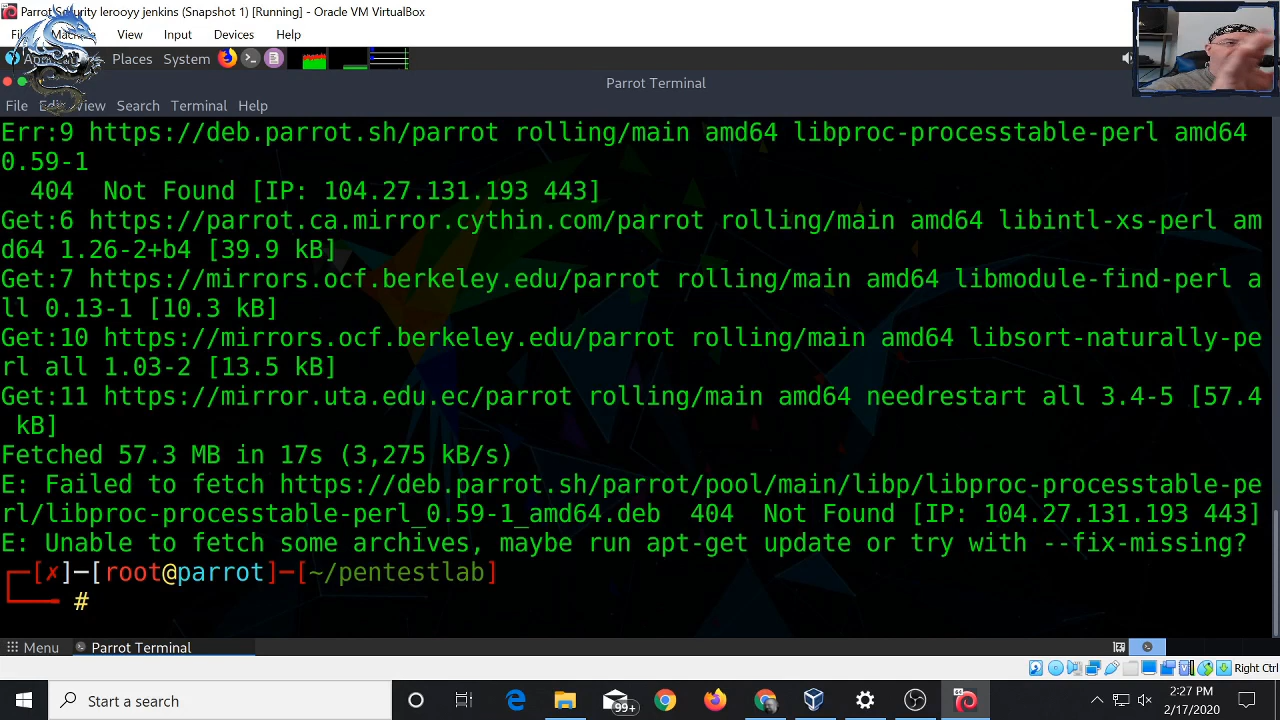 Parrot Security lerooyy jenkins (Snapshot 1) [Running] - Oracle VM VirtualBox
View Input Devices Help
Places System
Parrot Terminal
File Edit View Search Terminal Help
Err:9 https://deb.parrot.sh/parrot rolling/main amd64 libproc-processtable-perl amd64
0.59-1
404 Not Found [IP: 104.27.131.193 443]
Get:6 https://parrot.ca.mirror.cythin.com/parrot rolling/main amd64 libintl-xs-perl am
d64 1.26-2+b4 [39.9 kB]
Get:7 https://mirrors.ocf.berkeley.edu/parrot rolling/main amd64 libmodule-find-perl a
ll 0.13-1 [10.3 kB]
Get:10 https://mirrors.ocf.berkeley.edu/parrot rolling/main amd64 libsort-naturally-pe
rl all 1.03-2 [13.5 kB]
Get:11 https://mirror.uta.edu.ec/parrot rolling/main amd64 needrestart all 3.4-5 [57.4
kB]
Fetched 57.3 MB in 17s (3,275 kB/s)
E: Failed to fetch https://deb.parrot.sh/parrot/pool/main/libp/libproc-processtable-pe
rl/libproc-processtable-perl_0.59-1_amd64.deb 404 Not Found [IP: 104.27.131.193 443]
E: Unable to fetch some archives, maybe run apt-get update or try with --fix-missing?
┌─[✗]─[root@parrot]─[~/pentestlab]
└── #
Menu Parrot Terminal
Right Ctrl
Start a search
99+
2:27 PM
2/17/2020